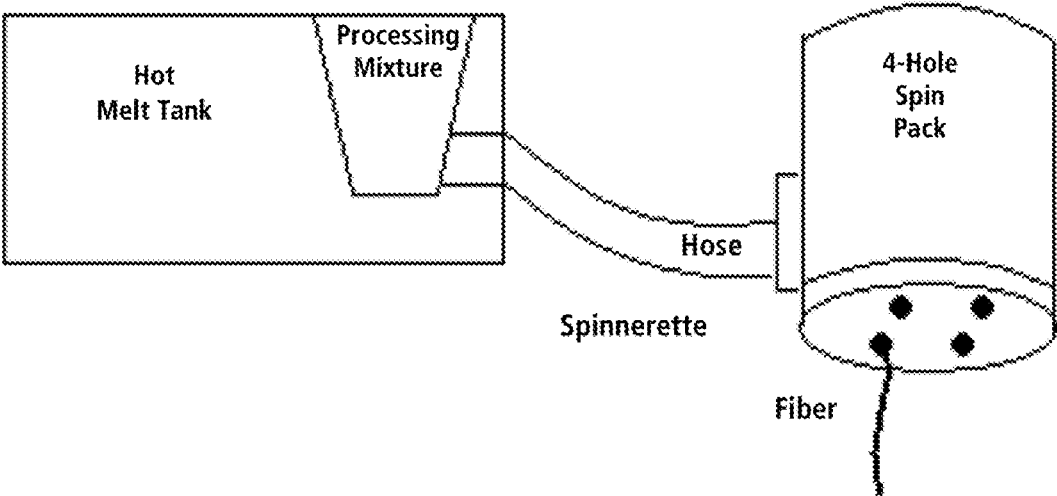 Hot
Melt Tank
Processing
Mixture
4-Hole
Spin
Pack
Hose
Spinnerette
Fiber